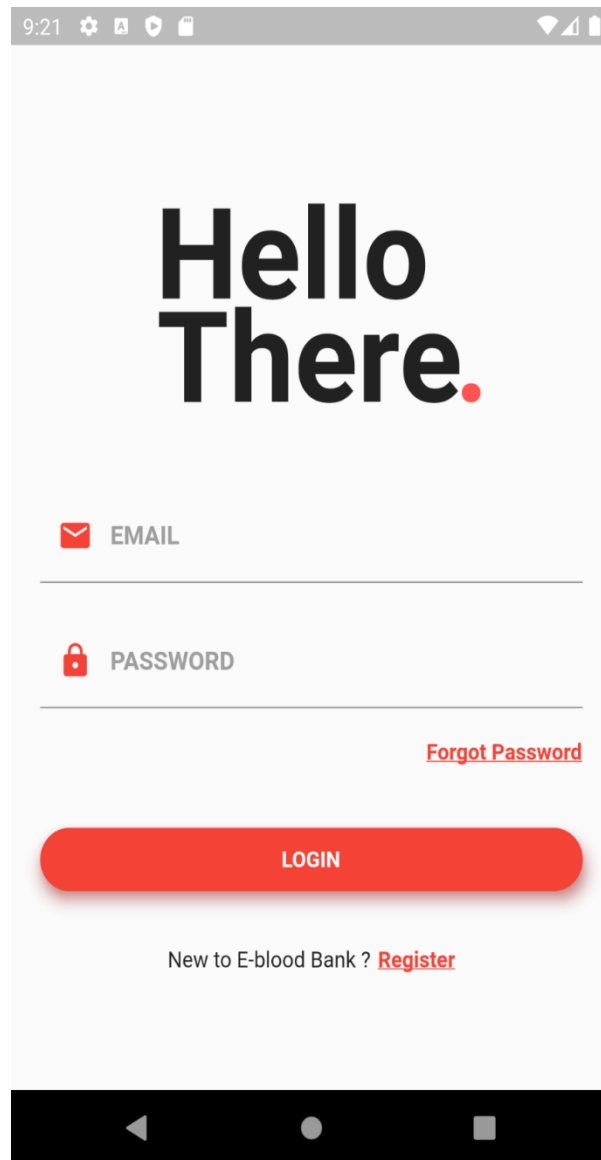 9:21
Hello
There.
EMAIL
PASSWORD
Forgot Password
LOGIN
New to E-blood Bank ? Register